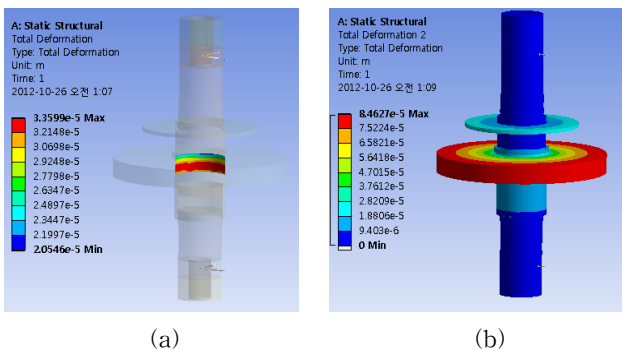 A: Static Structural
Total Deformation
Type: Total Deformation
Unit: m
Time: 1
2012-10-26 오전 1:07
3.3599e-5 Max
3.2148e-5
3.0698e-5
2.9248e-5
2.7798e-5
2.6347e-5
2.4897e-5
2.3447e-5
2.1997e-5
2.0546e-5 Min
(a)
A: Static Structural
Total Deformation 2
Type: Total Deformation
Unit: m
Time: 1
2012-10-26 오전 1:09
8.4627e-5 Max
7.5224e-5
6.5821e-5
5.6418e-5
4.7015e-5
3.7612e-5
2.8209e-5
1.8806e-5
9.403e-6
0 Min
(b)